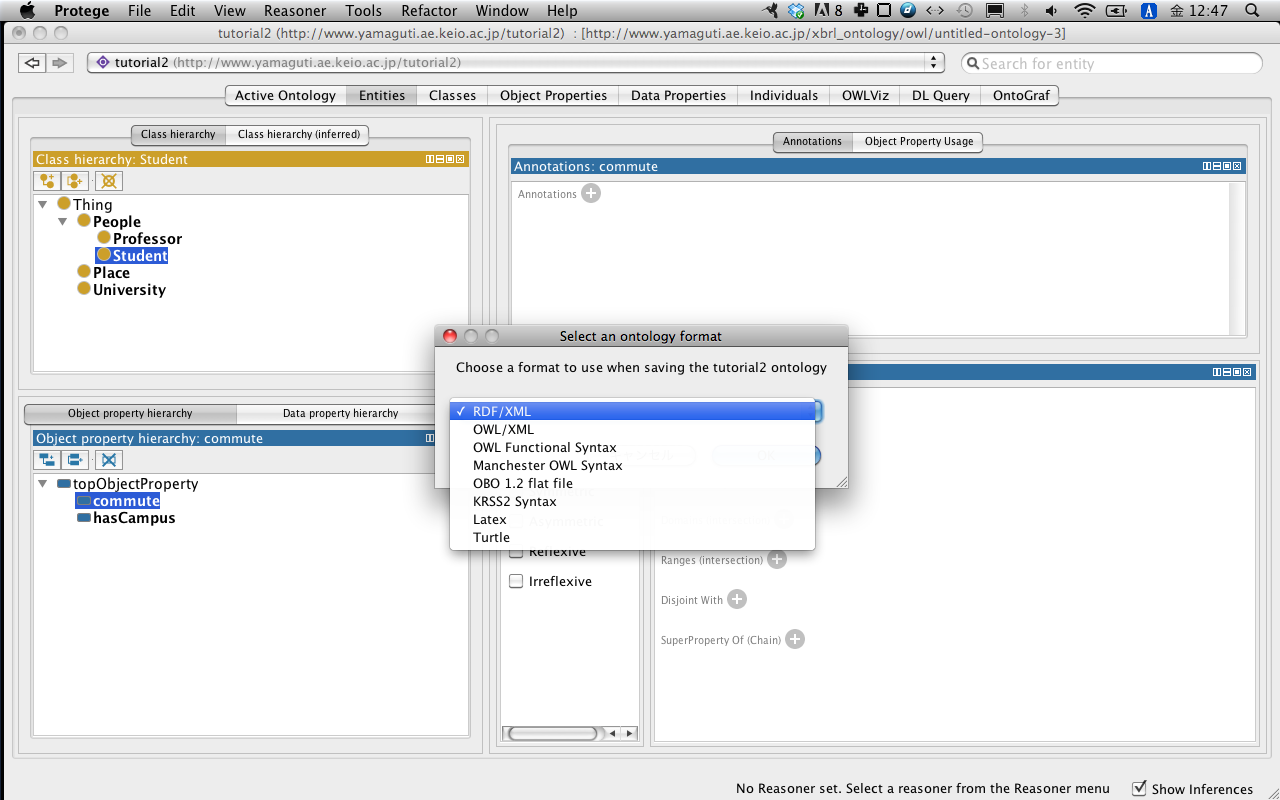 Protege File Edit View Reasoner Tools Refactor Window Help 8 A 金 12:47
tutorial2 (http://www.yamaguti.ae.keio.ac.jp/tutorial2) : [http://www.yamaguti.ae.keio.ac.jp/xbrl_ontology/owl/untitled-ontology-3]
tutorial2 (http://www.yamaguti.ae.keio.ac.jp/tutorial2) Search for entity
Active Ontology Entities Classes Object Properties Data Properties Individuals OWLViz DL Query OntoGraf
Class hierarchy Class hierarchy (inferred)
Class hierarchy: Student
Thing
People
Professor
Student
Place
University
Annotations Object Property Usage
Annotations: commute
Annotations
Select an ontology format
Choose a format to use when saving the tutorial2 ontology
RDF/XML
OWL/XML
OWL Functional Syntax
Manchester OWL Syntax
OBO 1.2 flat file
KRSS2 Syntax
Latex
Turtle
Object property hierarchy Data property hierarchy
Object property hierarchy: commute
topObjectProperty
commute
hasCampus
Asymmetric
Reflexive
Irreflexive
Ranges (intersection)
Disjoint With
SuperProperty Of (Chain)
No Reasoner set. Select a reasoner from the Reasoner menu Show Inferences